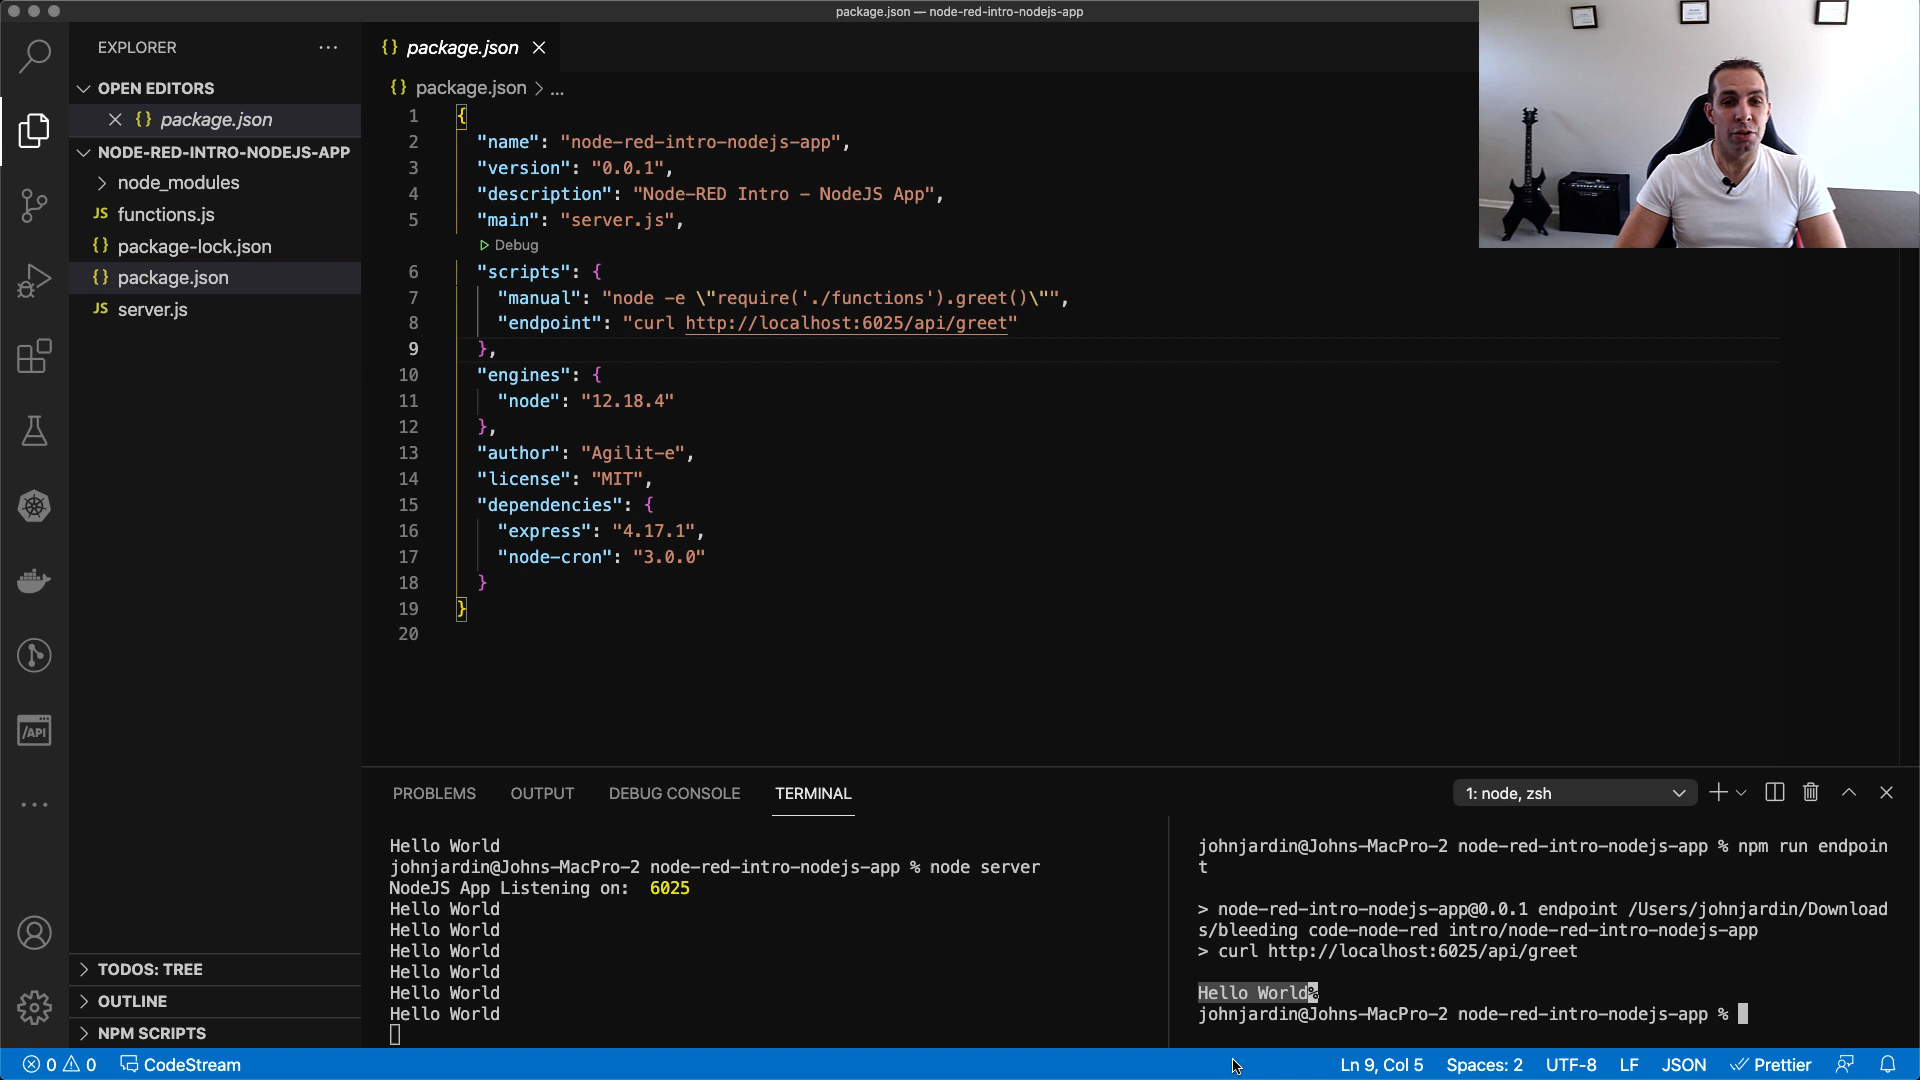 package.json — node-red-intro-nodejs-app
EXPLORER
OPEN EDITORS
{} package.json
NODE-RED-INTRO-NODEJS-APP
node_modules
JS functions.js
{} package-lock.json
{} package.json
JS server.js
/API
TODOS: TREE
OUTLINE
NPM SCRIPTS
{} package.json
{} package.json > ...
1 {
2 "name": "node-red-intro-nodejs-app",
3 "version": "0.0.1",
4 "description": "Node-RED Intro - NodeJS App",
5 "main": "server.js",
Debug
6 "scripts": {
7 "manual": "node -e \"require('./functions').greet()\"",
8 "endpoint": "curl http://localhost:6025/api/greet"
9 },
10 "engines": {
11 "node": "12.18.4"
12 },
13 "author": "Agilit-e",
14 "license": "MIT",
15 "dependencies": {
16 "express": "4.17.1",
17 "node-cron": "3.0.0"
18 }
19 }
20
PROBLEMS OUTPUT DEBUG CONSOLE TERMINAL 1: node, zsh
Hello World
johnjardin@Johns-MacPro-2 node-red-intro-nodejs-app % node server
NodeJS App Listening on: 6025
Hello World
Hello World
Hello World
Hello World
Hello World
Hello World
johnjardin@Johns-MacPro-2 node-red-intro-nodejs-app % npm run endpoin
t
> node-red-intro-nodejs-app@0.0.1 endpoint /Users/johnjardin/Download
s/bleeding code-node-red intro/node-red-intro-nodejs-app
> curl http://localhost:6025/api/greet
Hello World%
johnjardin@Johns-MacPro-2 node-red-intro-nodejs-app %
0 0 CodeStream Ln 9, Col 5 Spaces: 2 UTF-8 LF JSON Prettier